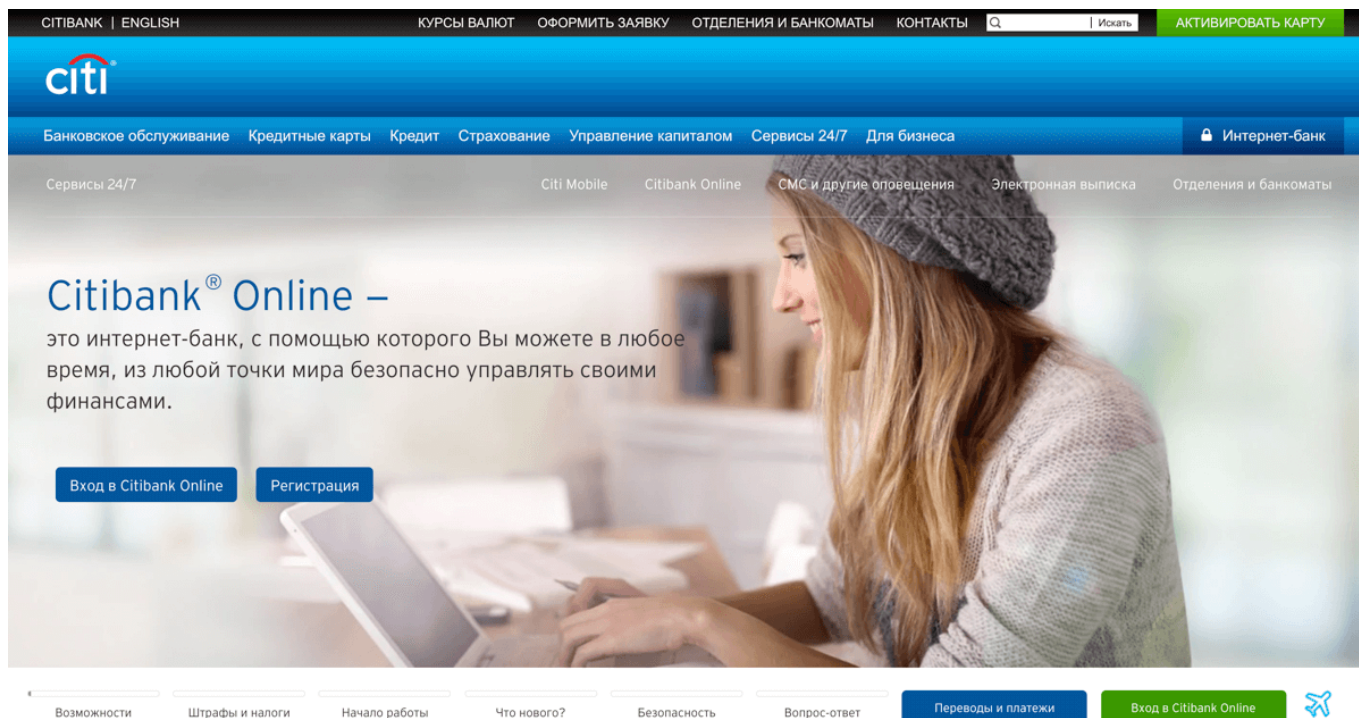 CITIBANK | ENGLISH
КУРСЫ ВАЛЮТ ОФОРМИТЬ ЗАЯВКУ ОТДЕЛЕНИЯ И БАНКОМАТЫ КОНТАКТЫ | Искать АКТИВИРОВАТЬ КАРТУ
citi
Банковское обслуживание Кредитные карты Кредит Страхование Управление капиталом Сервисы 24/7 Для бизнеса Интернет-банк
Сервисы 24/7 Citi Mobile Citibank Online СМС и другие оповещения Электронная выписка Отделения и банкоматы
Citibank® Online –
это интернет-банк, с помощью которого Вы можете в любое
время, из любой точки мира безопасно управлять своими
финансами.
Вход в Citibank Online Регистрация
Возможности Штрафы и налоги Начало работы Что нового? Безопасность Вопрос-ответ Переводы и платежи Вход в Citibank Online